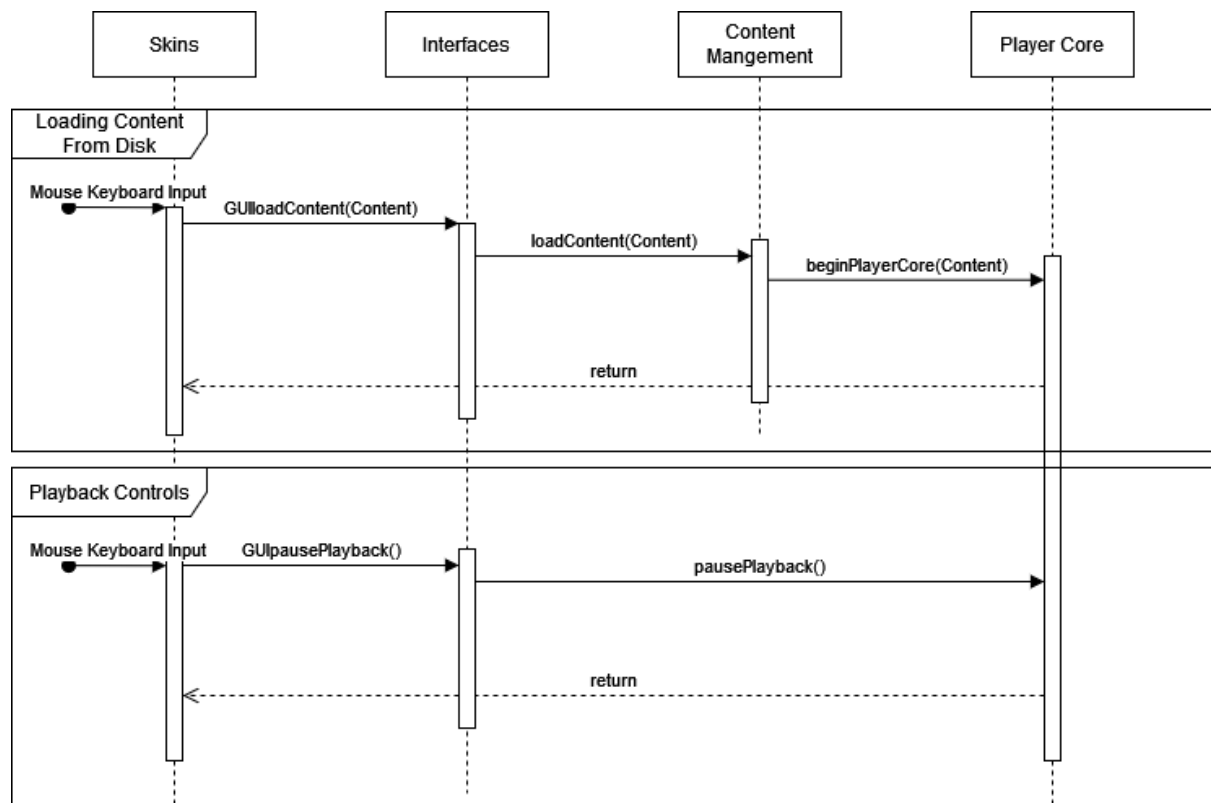 Skins
Interfaces
Content
Mangement
Player Core
Loading Content
From Disk
Mouse Keyboard Input
GUIloadContent(Content)
loadContent(Content)
beginPlayerCore(Content)
return
Playback Controls
Mouse Keyboard Input
GUIpausePlayback()
pausePlayback()
return